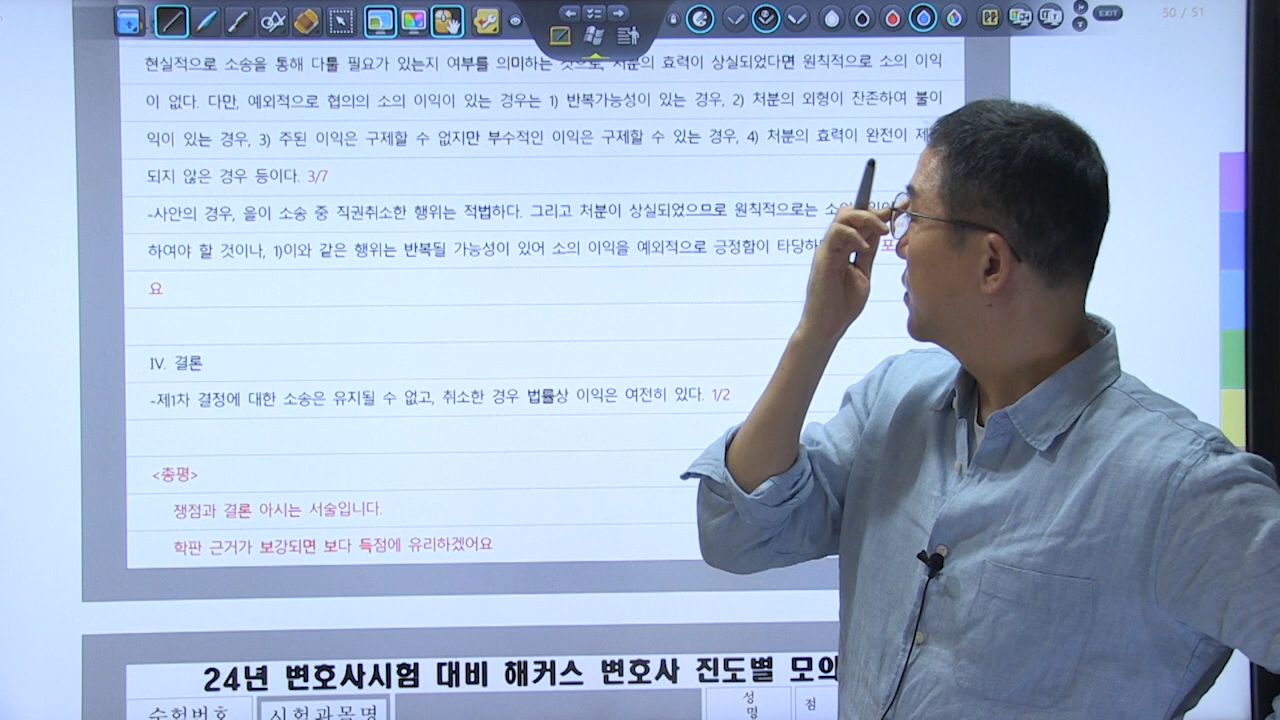 50 / 51
EXIT
현실적으로 소송을 통해 다툴 필요가 있는지 여부를 의미하는 것으로, 처분의 효력이 상실되었다면 원칙적으로 소의 이익
이 없다. 다만, 예외적으로 협의의 소의 이익이 있는 경우는 1) 반복가능성이 있는 경우, 2) 처분의 외형이 잔존하여 불이
익이 있는 경우, 3) 주된 이익은 구제할 수 없지만 부수적인 이익은 구제할 수 있는 경우, 4) 처분의 효력이 완전이 제
되지 않은 경우 등이다. 3/7
-사안의 경우, 을이 소송 중 직권취소한 행위는 적법하다. 그리고 처분이 상실되었으므로 원칙적으로는 소의
하여야 할 것이나, 1)이와 같은 행위는 반복될 가능성이 있어 소의 이익을 예외적으로 긍정함이 타당하 포
요
IV. 결론
-제1차 결정에 대한 소송은 유지될 수 없고, 취소한 경우 법률상 이익은 여전히 있다. 1/2
<총평>
쟁점과 결론 아시는 서술입니다.
학판 근거가 보강되면 보다 득점에 유리하겠어요
24년 변호사시험 대비 해커스 변호사 진도별 모의
수험번호 시험과목명 성명 점